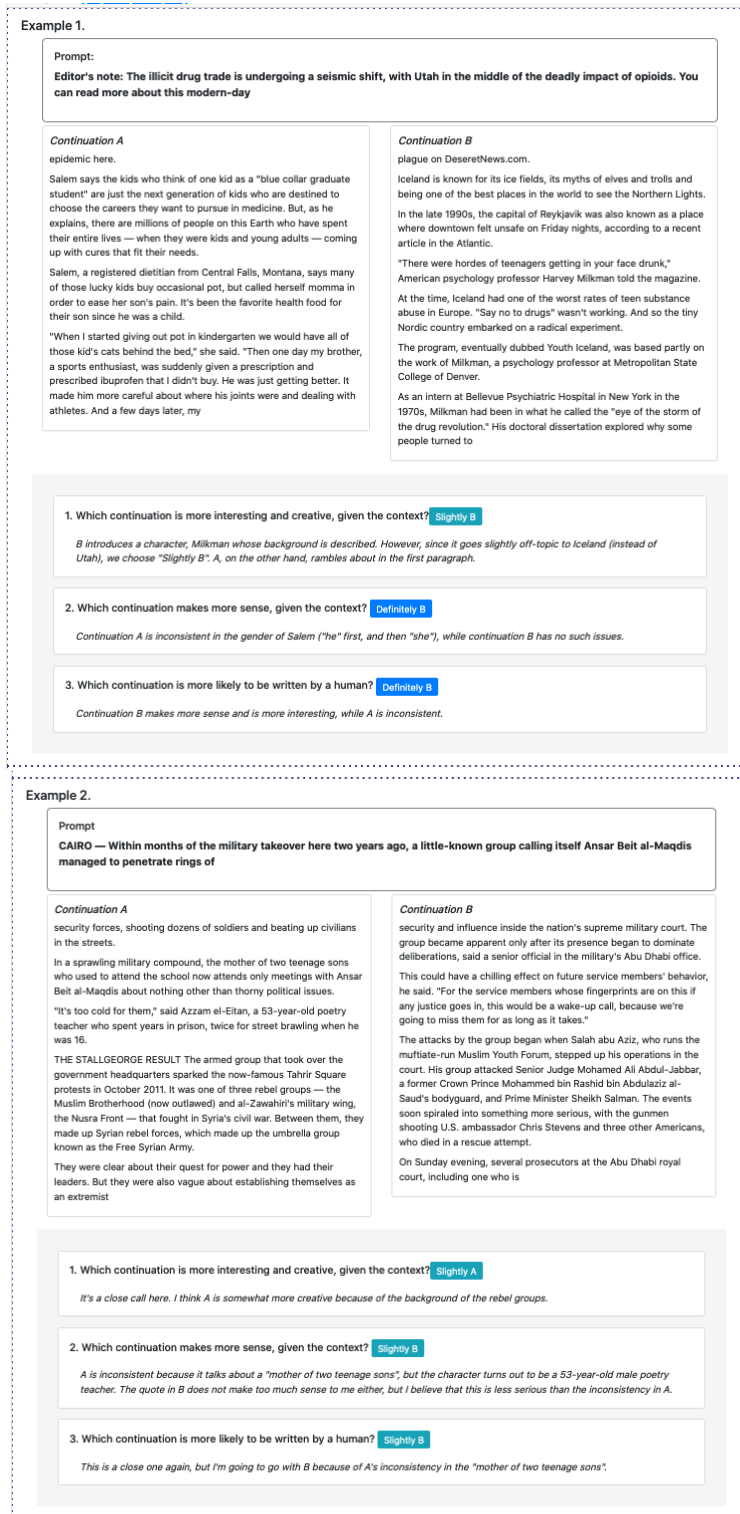 Example 1.
Prompt:
Editor's note: The illicit drug trade is undergoing a seismic shift, with Utah in the middle of the deadly impact of opioids. You
can read more about this modern-day
Continuation A
epidemic here.
Salem says the kids who think of one kid as a "blue collar graduate
student" are just the next generation of kids who are destined to
choose the careers they want to pursue in medicine. But, as he
explains, there are millions of people on this Earth who have spent
their entire lives — when they were kids and young adults — coming
up with cures that fit their needs.
Salem, a registered dietitian from Central Falls, Montana, says many
of those lucky kids buy occasional pot, but called herself momma in
order to ease her son's pain. It's been the favorite health food for
their son since he was a child.
"When I started giving out pot in kindergarten we would have all of
those kid's cats behind the bed," she said. "Then one day my brother,
a sports enthusiast, was suddenly given a prescription and
prescribed ibuprofen that I didn't buy. He was just getting better. It
made him more careful about where his joints were and dealing with
athletes. And a few days later, my
Continuation B
plague on DeseretNews.com.
Iceland is known for its ice fields, its myths of elves and trolls and
being one of the best places in the world to see the Northern Lights.
In the late 1990s, the capital of Reykjavik was also known as a place
where downtown felt unsafe on Friday nights, according to a recent
article in the Atlantic.
"There were hordes of teenagers getting in your face drunk,"
American psychology professor Harvey Milkman told the magazine.
At the time, Iceland had one of the worst rates of teen substance
abuse in Europe. "Say no to drugs" wasn't working. And so the tiny
Nordic country embarked on a radical experiment.
The program, eventually dubbed Youth Iceland, was based partly on
the work of Milkman, a psychology professor at Metropolitan State
College of Denver.
As an intern at Bellevue Psychiatric Hospital in New York in the
1970s, Milkman had been in what he called the "eye of the storm of
the drug revolution." His doctoral dissertation explored why some
people turned to
1. Which continuation is more interesting and creative, given the context? Slightly B
B introduces a character, Milkman whose background is described. However, since it goes slightly off-topic to Iceland (instead of
Utah), we choose "Slightly B". A, on the other hand, rambles about in the first paragraph.
2. Which continuation makes more sense, given the context? Definitely B
Continuation A is inconsistent in the gender of Salem ("he" first, and then "she"), while continuation B has no such issues.
3. Which continuation is more likely to be written by a human? Definitely B
Continuation B makes more sense and is more interesting, while A is inconsistent.
Example 2.
Prompt
CAIRO — Within months of the military takeover here two years ago, a little-known group calling itself Ansar Beit al-Maqdis
managed to penetrate rings of
Continuation A
security forces, shooting dozens of soldiers and beating up civilians
in the streets.
In a sprawling military compound, the mother of two teenage sons
who used to attend the school now attends only meetings with Ansar
Beit al-Maqdis about nothing other than thorny political issues.
"It's too cold for them," said Azzam el-Eitan, a 53-year-old poetry
teacher who spent years in prison, twice for street brawling when he
was 16.
THE STALLGEORGE RESULT The armed group that took over the
government headquarters sparked the now-famous Tahrir Square
protests in October 2011. It was one of three rebel groups — the
Muslim Brotherhood (now outlawed) and al-Zawahiri's military wing,
the Nusra Front — that fought in Syria's civil war. Between them, they
made up Syrian rebel forces, which made up the umbrella group
known as the Free Syrian Army.
They were clear about their quest for power and they had their
leaders. But they were also vague about establishing themselves as
an extremist
Continuation B
security and influence inside the nation's supreme military court. The
group became apparent only after its presence began to dominate
deliberations, said a senior official in the military's Abu Dhabi office.
This could have a chilling effect on future service members' behavior,
he said. "For the service members whose fingerprints are on this if
any justice goes in, this would be a wake-up call, because we're
going to miss them for as long as it takes."
The attacks by the group began when Salah abu Aziz, who runs the
muftiate-run Muslim Youth Forum, stepped up his operations in the
court. His group attacked Senior Judge Mohamed Ali Abdul-Jabbar,
a former Crown Prince Mohammed bin Rashid bin Abdulaziz al-
Saud's bodyguard, and Prime Minister Sheikh Salman. The events
soon spiraled into something more serious, with the gunmen
shooting U.S. ambassador Chris Stevens and three other Americans,
who died in a rescue attempt.
On Sunday evening, several prosecutors at the Abu Dhabi royal
court, including one who is
1. Which continuation is more interesting and creative, given the context? Slightly A
It's a close call here. I think A is somewhat more creative because of the background of the rebel groups.
2. Which continuation makes more sense, given the context? Slightly B
A is inconsistent because it talks about a "mother of two teenage sons", but the character turns out to be a 53-year-old male poetry
teacher. The quote in B does not make too much sense to me either, but I believe that this is less serious than the inconsistency in A.
3. Which continuation is more likely to be written by a human? Slightly B
This is a close one again, but I'm going to go with B because of A's inconsistency in the "mother of two teenage sons".